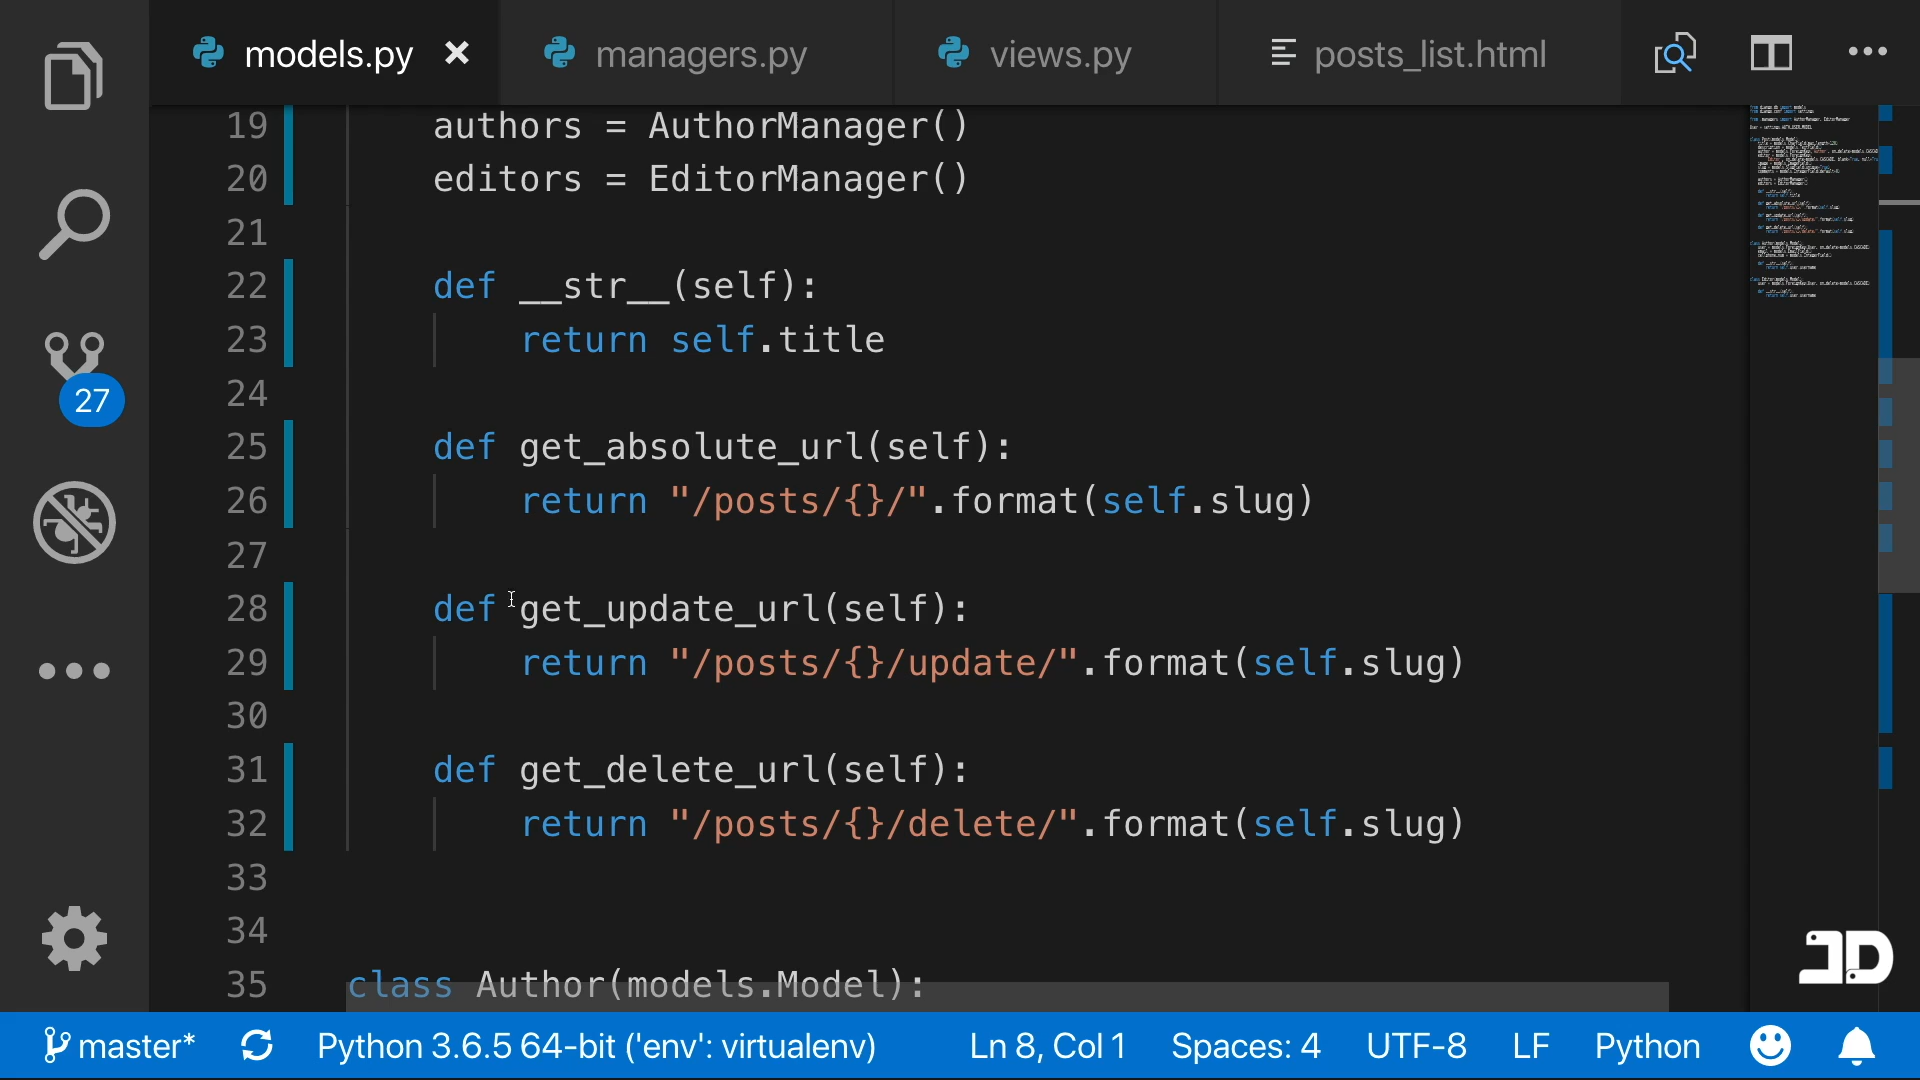 models.py
managers.py
views.py
posts_list.html
19 authors = AuthorManager()
20 editors = EditorManager()
21
22 def __str__(self):
23 return self.title
24
25 def get_absolute_url(self):
26 return "/posts/{}/".format(self.slug)
27
28 def get_update_url(self):
29 return "/posts/{}/update/".format(self.slug)
30
31 def get_delete_url(self):
32 return "/posts/{}/delete/".format(self.slug)
33
34
35 class Author(models.Model):
27
JD
master* Python 3.6.5 64-bit ('env': virtualenv) Ln 8, Col 1 Spaces: 4 UTF-8 LF Python